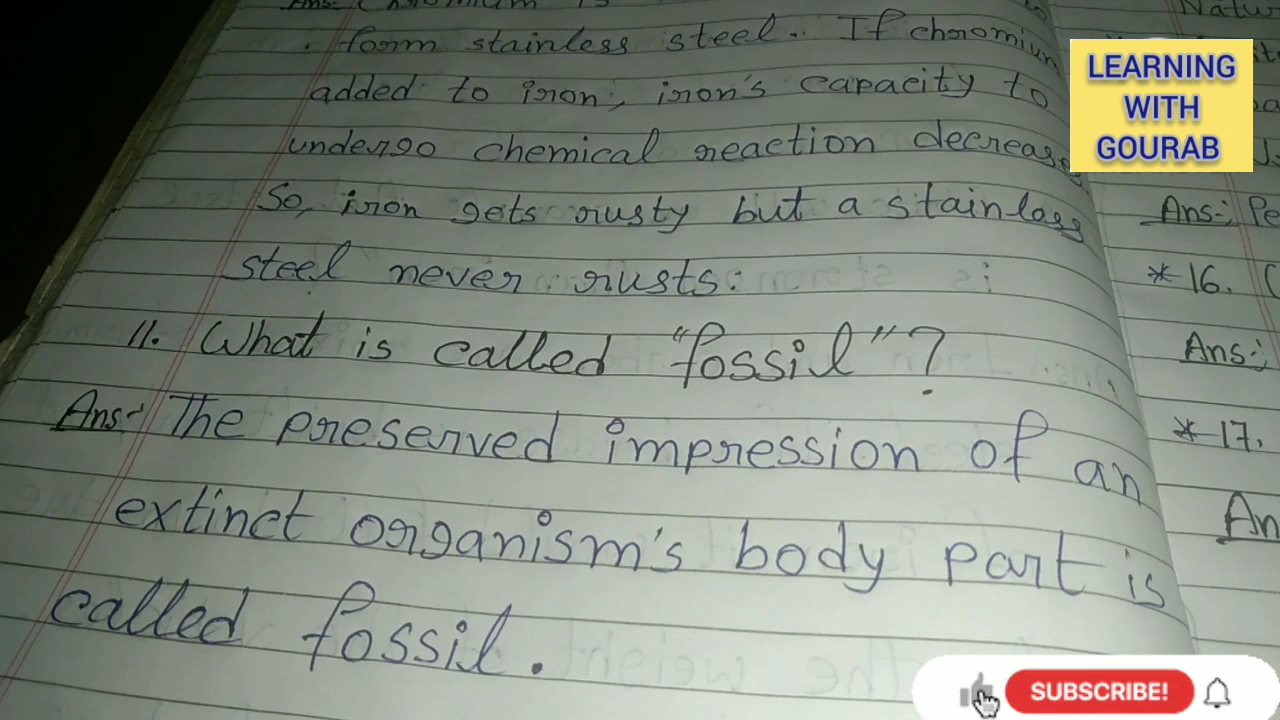 form stainless steel. If chromium
added to iron, iron's capacity to
undergo chemical reaction decreases
So, iron gets rusty but a stainless
steel never rusts.
11. What is called "fossil"?
Ans:- The preserved impression of an
extinct organism's body part is
called fossil.
Natur
Ans:-
*16.
Ans:-
*17.
An
LEARNING
WITH
GOURAB
SUBSCRIBE!